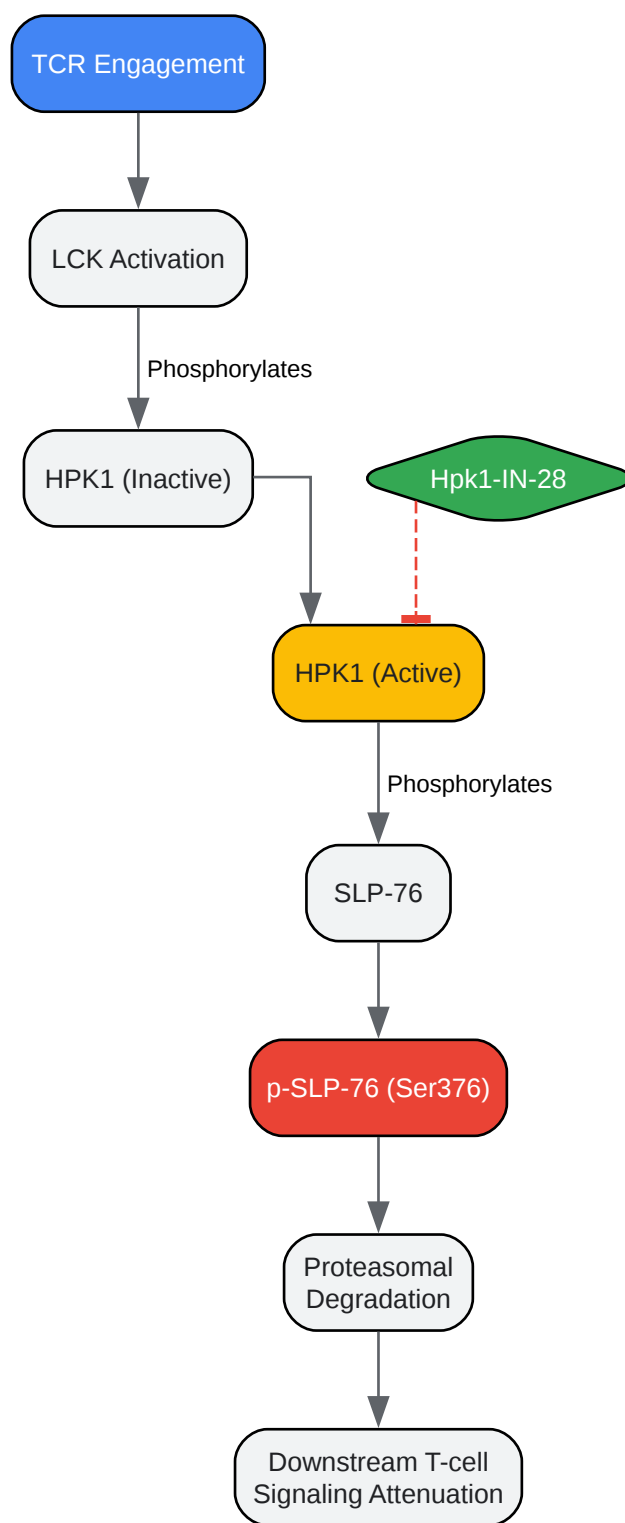 TCR Engagement
LCK Activation
Phosphorylates
HPK1 (Inactive)
Hpk1-IN-28
HPK1 (Active)
Phosphorylates
SLP-76
p-SLP-76 (Ser376)
Proteasomal
Degradation
Downstream T-cell
Signaling Attenuation